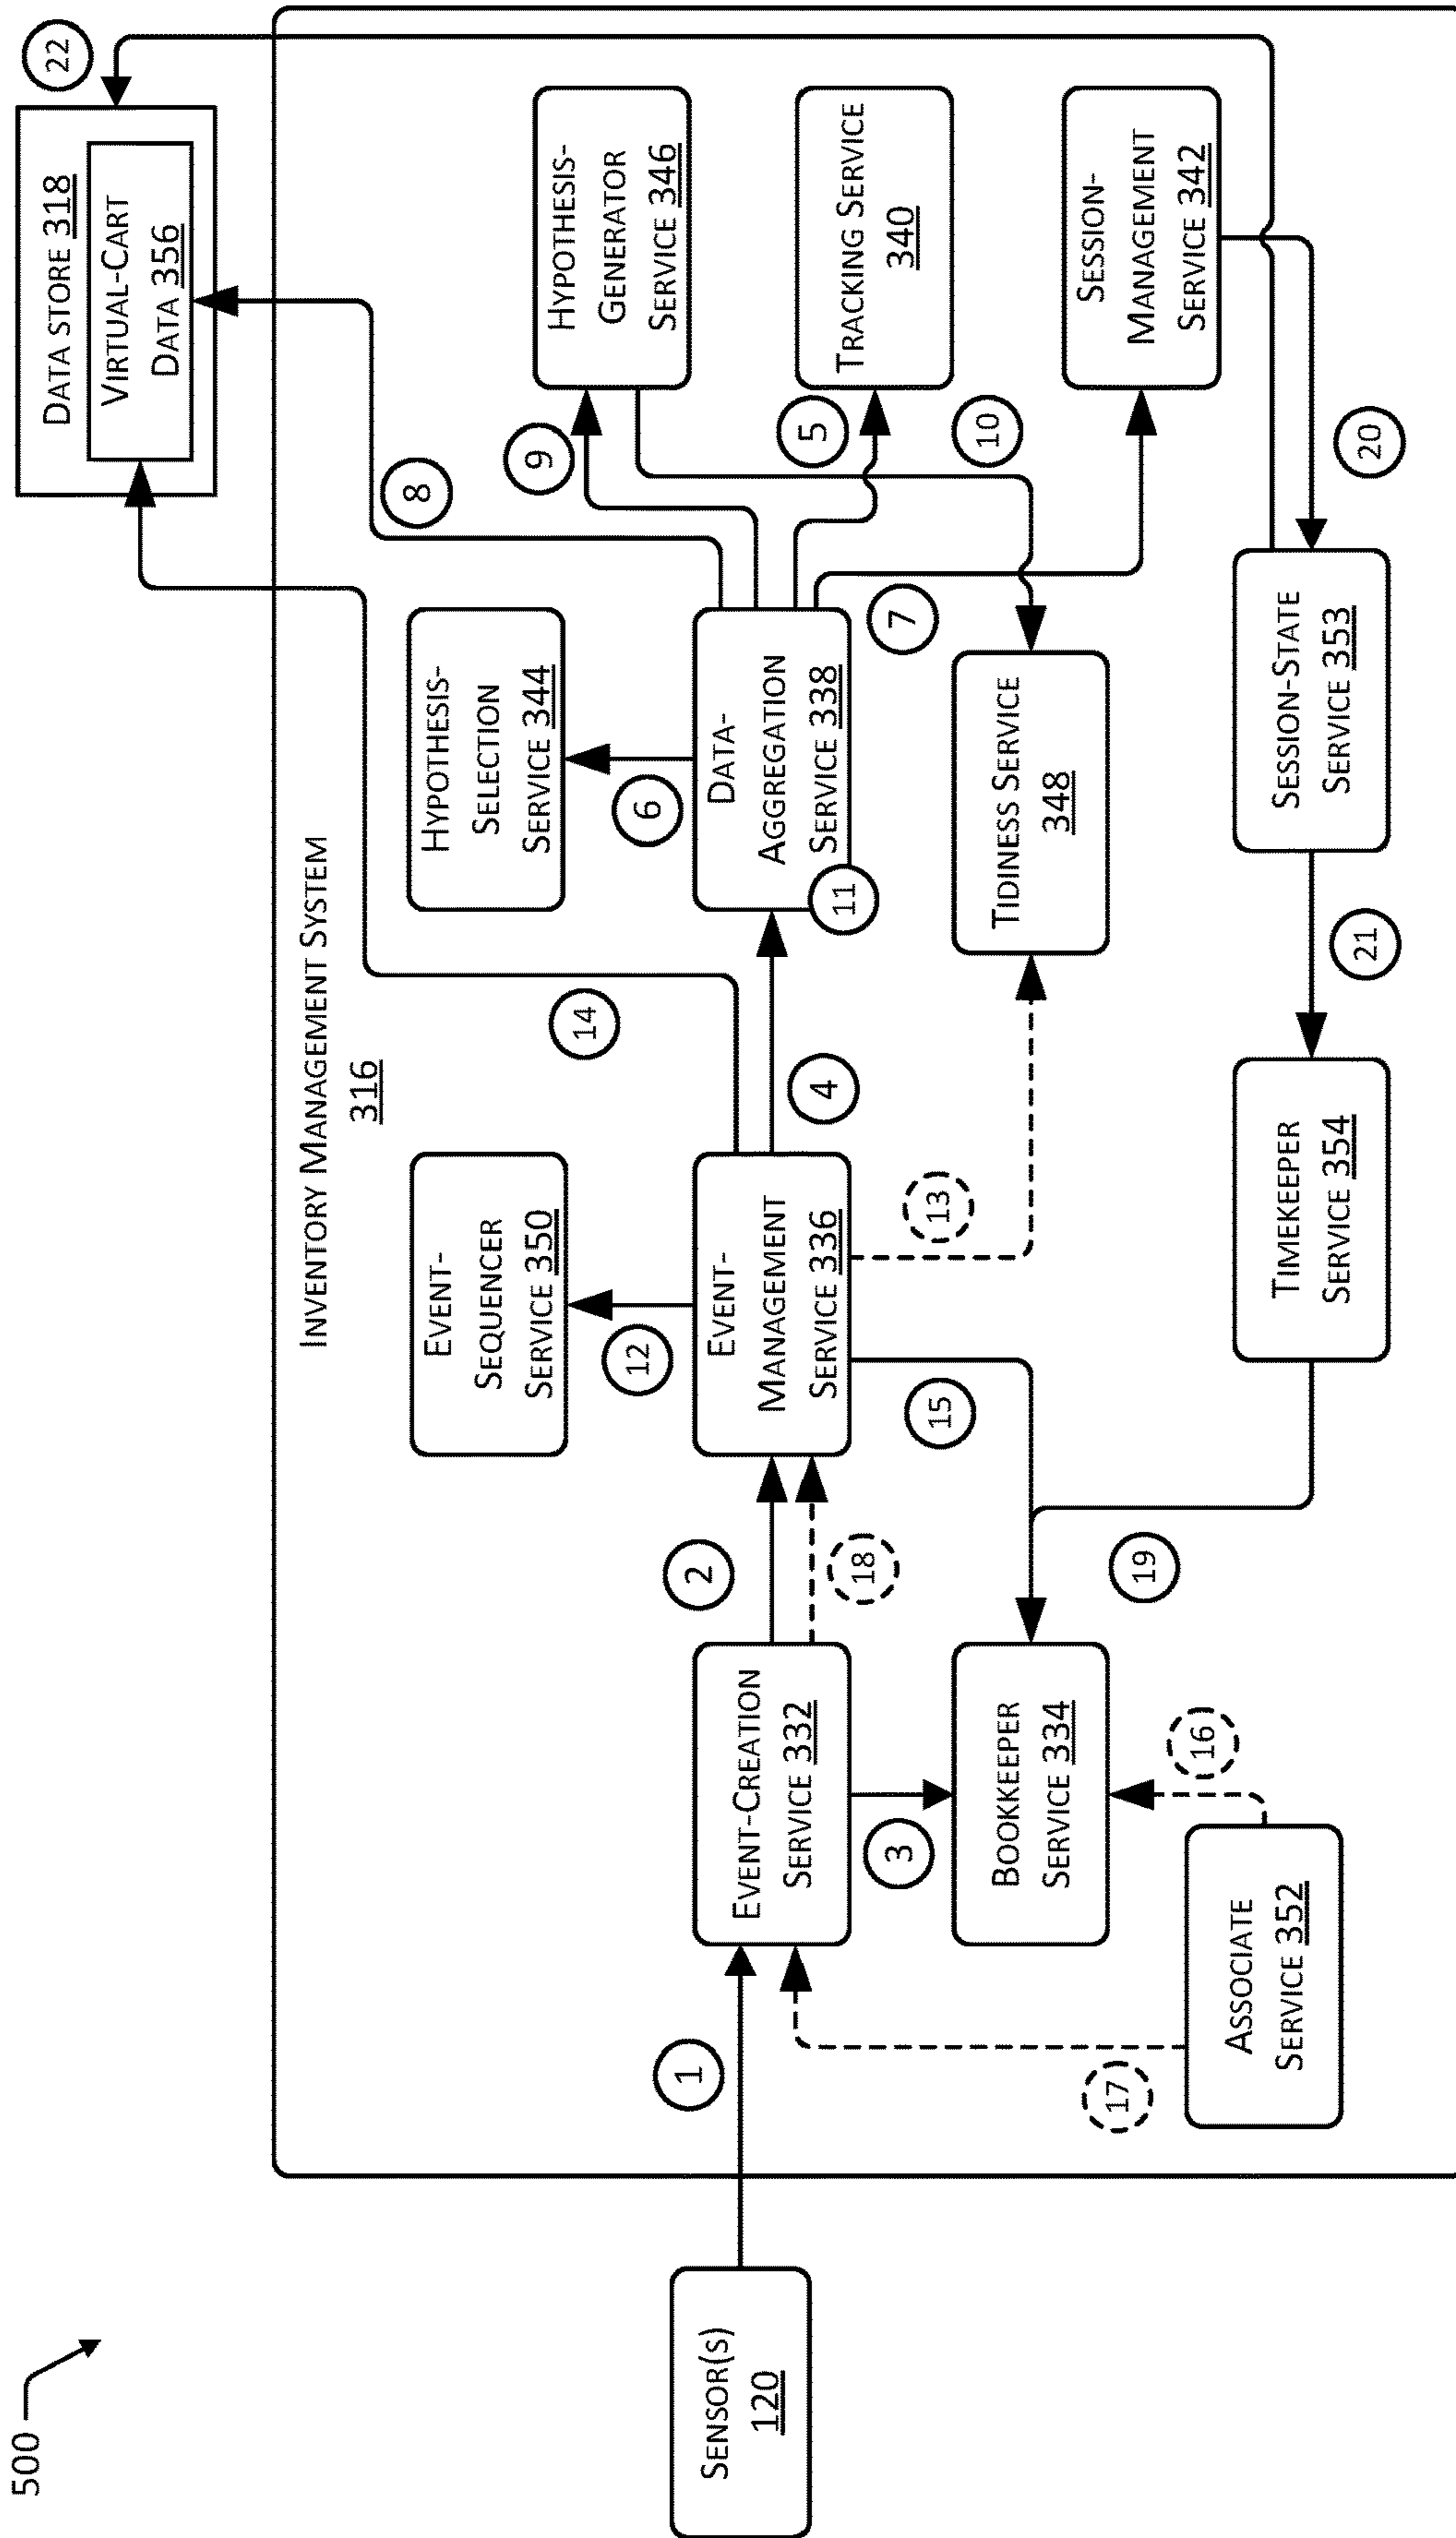 500
SENSOR(S)
120
INVENTORY MANAGEMENT SYSTEM
316
DATA STORE 318
VIRTUAL-CART
DATA 356
22
1
EVENT-CREATION
SERVICE 332
2
18
3
BOOKKEEPER
SERVICE 334
16
17
ASSOCIATE
SERVICE 352
EVENT-
SEQUENCER
SERVICE 350
12
EVENT-
MANAGEMENT
SERVICE 336
14
4
13
15
19
HYPOTHESIS-
SELECTION
SERVICE 344
6
DATA-
AGGREGATION
SERVICE 338
11
8
9
5
10
7
HYPOTHESIS-
GENERATOR
SERVICE 346
TRACKING SERVICE
340
SESSION-
MANAGEMENT
SERVICE 342
TIDINESS SERVICE
348
20
SESSION-STATE
SERVICE 353
21
TIMEKEEPER
SERVICE 354